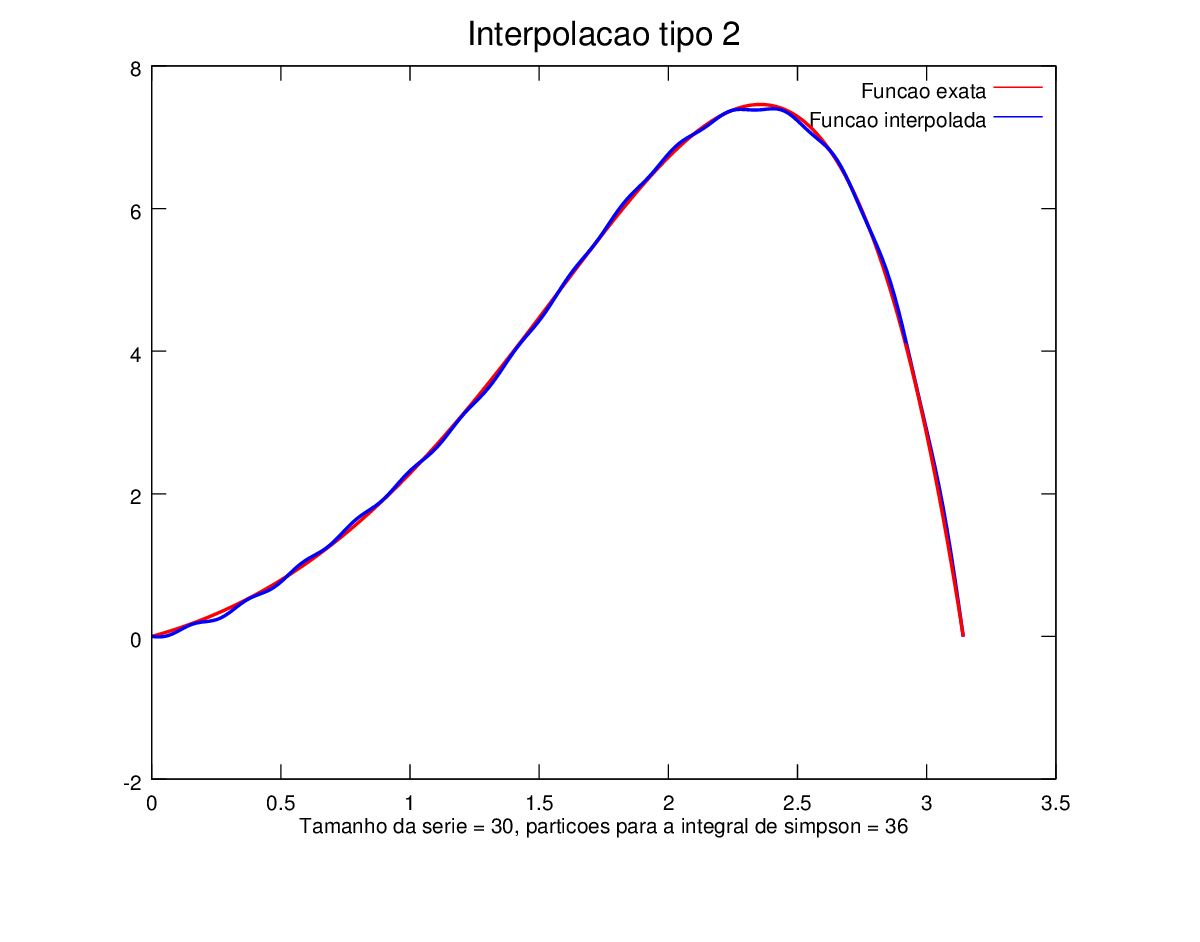 Interpolacao tipo 2
8
Funcao exata
Funcao interpolada
6
4
2
0
-2
0 0.5 1 1.5 2 2.5 3 3.5
Tamanho da serie = 30, particoes para a integral de simpson = 36